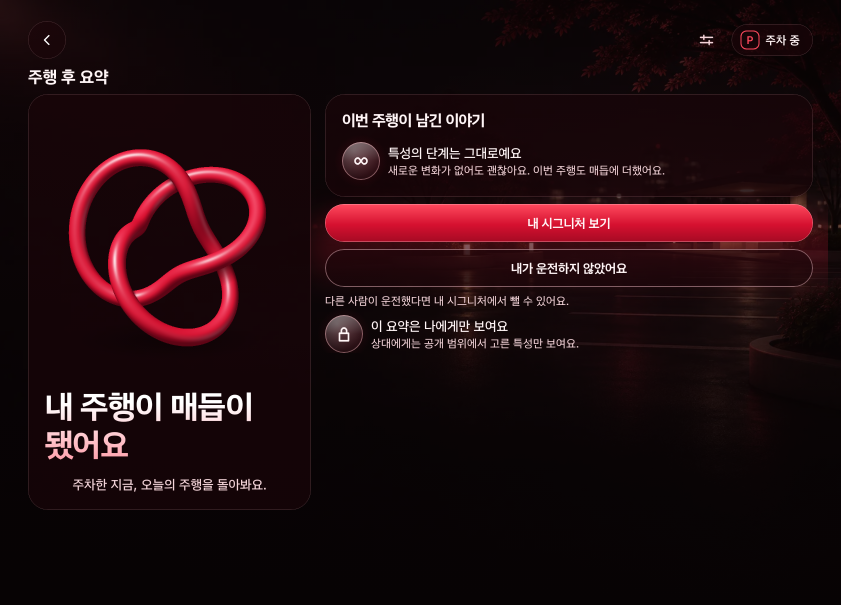 P 주차 중
주행 후 요약
내 주행이 매듭이
됐어요
주차한 지금, 오늘의 주행을 돌아봐요.
이번 주행이 남긴 이야기
특성의 단계는 그대로예요
새로운 변화가 없어도 괜찮아요. 이번 주행도 매듭에 더했어요.
내 시그니처 보기
내가 운전하지 않았어요
다른 사람이 운전했다면 내 시그니처에서 뺄 수 있어요.
이 요약은 나에게만 보여요
상대에게는 공개 범위에서 고른 특성만 보여요.